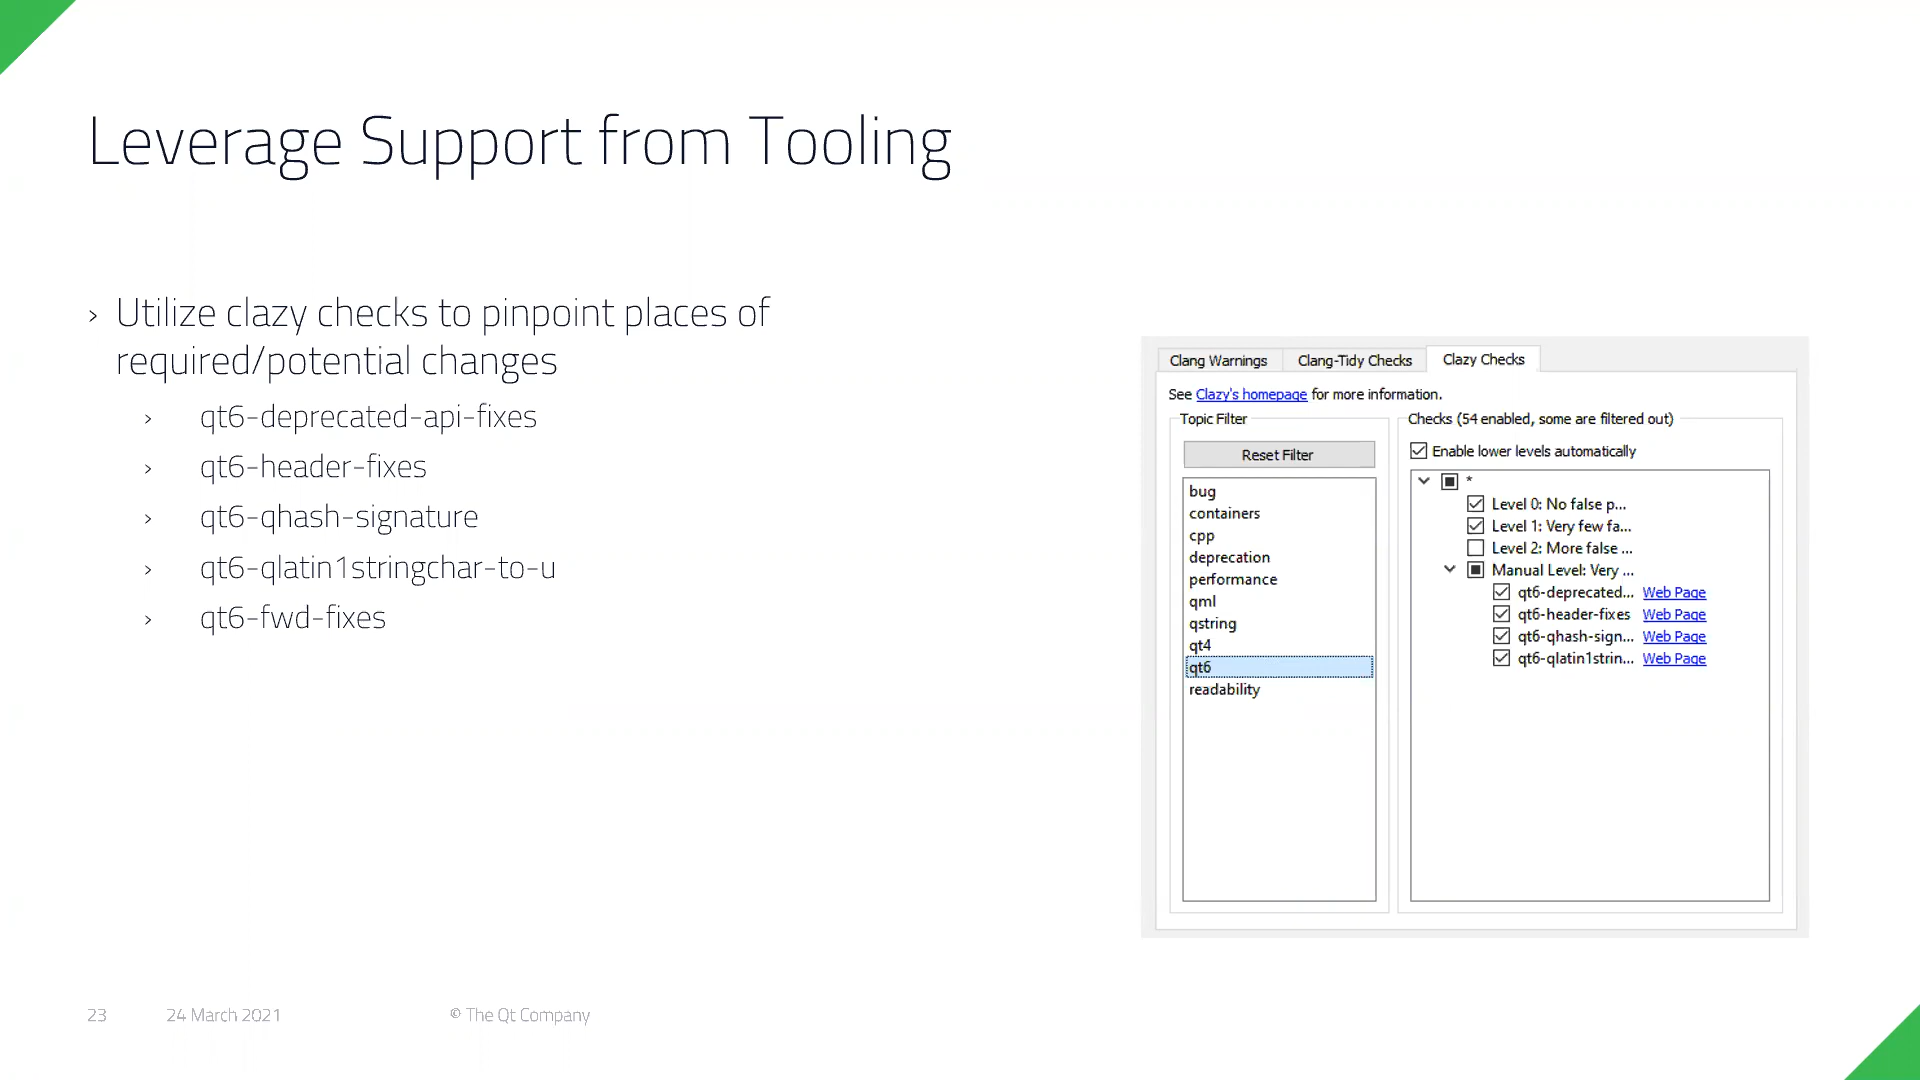 Leverage Support from Tooling
› Utilize clazy checks to pinpoint places of
required/potential changes
› qt6-deprecated-api-fixes
› qt6-header-fixes
› qt6-qhash-signature
› qt6-qlatin1stringchar-to-u
› qt6-fwd-fixes
Clang Warnings Clang-Tidy Checks Clazy Checks
See Clazy's homepage for more information.
Topic Filter
Reset Filter
bug
containers
cpp
deprecation
performance
qml
qstring
qt4
qt6
readability
Checks (54 enabled, some are filtered out)
Enable lower levels automatically
*
Level 0: No false p...
Level 1: Very few fa...
Level 2: More false ...
Manual Level: Very ...
qt6-deprecated... Web Page
qt6-header-fixes Web Page
qt6-qhash-sign... Web Page
qt6-qlatin1strin... Web Page
23 24 March 2021 © The Qt Company